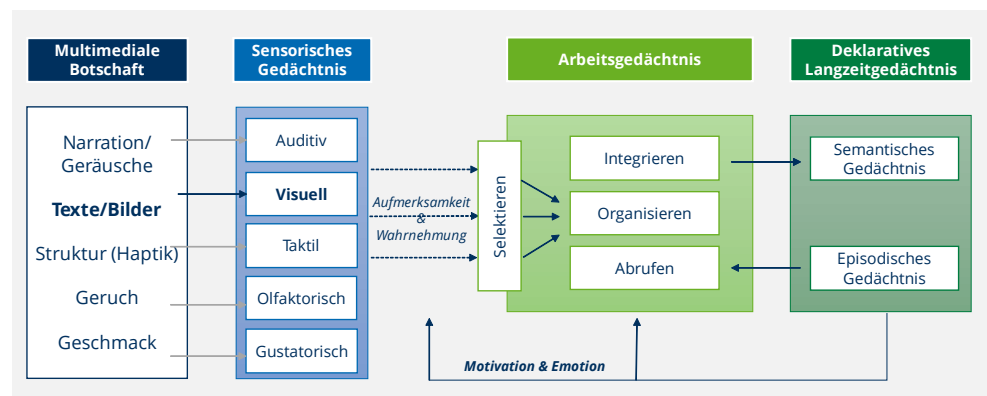 Multimediale
Botschaft
Sensorisches
Gedächtnis
Arbeitsgedächtnis
Deklaratives
Langzeitgedächtnis
Narration/
Geräusche
Texte/Bilder
Struktur (Haptik)
Geruch
Geschmack
Auditiv
Visuell
Taktil
Olfaktorisch
Gustatorisch
Aufmerksamkeit
&
Wahrnehmung
Selektieren
Integrieren
Organisieren
Abrufen
Semantisches
Gedächtnis
Episodisches
Gedächtnis
Motivation & Emotion